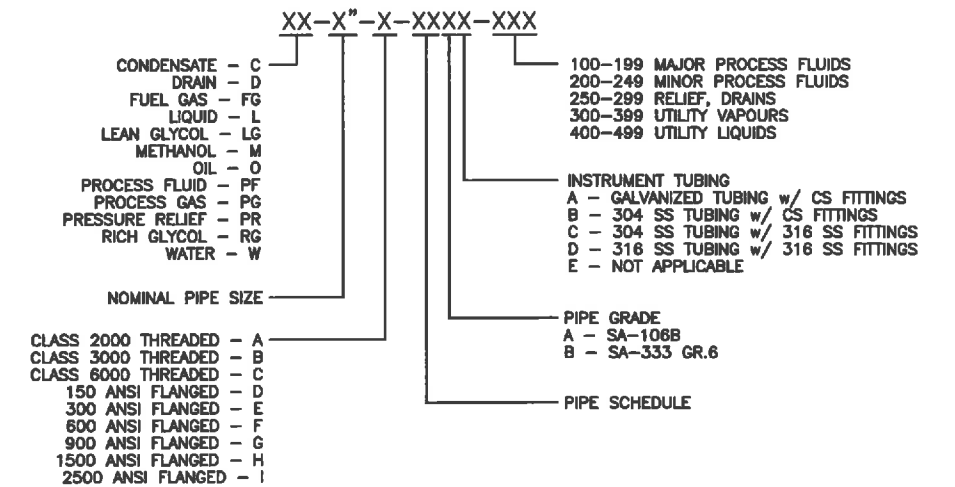 XX-X"-X-XXXX-XXX
CONDENSATE - C
DRAIN - D
FUEL GAS - FG
LIQUID - L
LEAN GLYCOL - LG
METHANOL - M
OIL - O
PROCESS FLUID - PF
PROCESS GAS - PG
PRESSURE RELIEF - PR
RICH GLYCOL - RG
WATER - W
NOMINAL PIPE SIZE
CLASS 2000 THREADED - A
CLASS 3000 THREADED - B
CLASS 6000 THREADED - C
150 ANSI FLANGED - D
300 ANSI FLANGED - E
600 ANSI FLANGED - F
900 ANSI FLANGED - G
1500 ANSI FLANGED - H
2500 ANSI FLANGED - I
100-199 MAJOR PROCESS FLUIDS
200-249 MINOR PROCESS FLUIDS
250-299 RELIEF, DRAINS
300-399 UTILITY VAPOURS
400-499 UTILITY LIQUIDS
INSTRUMENT TUBING
A - GALVANIZED TUBING w/ CS FITTINGS
B - 304 SS TUBING w/ CS FITTINGS
C - 304 SS TUBING w/ 316 SS FITTINGS
D - 316 SS TUBING w/ 316 SS FITTINGS
E - NOT APPLICABLE
PIPE GRADE
A - SA-106B
B - SA-333 GR.6
PIPE SCHEDULE